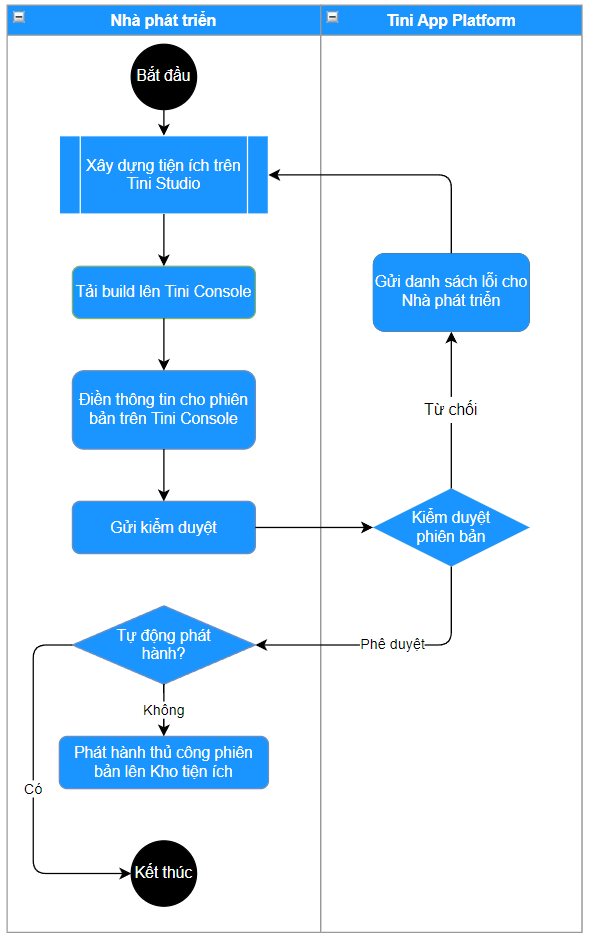 Nhà phát triển
Tini App Platform
Bắt đầu
Xây dựng tiện ích trên
Tini Studio
Tải build lên Tini Console
Gửi danh sách lỗi cho
Nhà phát triển
Điền thông tin cho phiên
bản trên Tini Console
Từ chối
Gửi kiểm duyệt
Kiểm duyệt
phiên bản
Tự động phát
hành?
Phê duyệt
Không
Phát hành thủ công phiên
bản lên Kho tiện ích
Có
Kết thúc